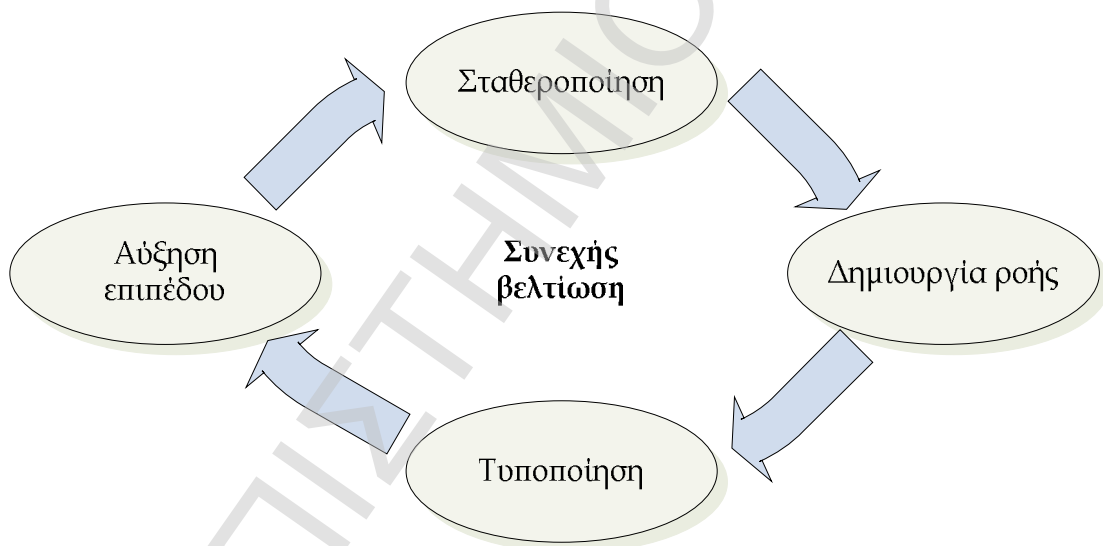 Σταθεροποίηση
Αύξηση
επιπέδου
Συνεχής
βελτίωση
Δημιουργία ροής
Τυποποίηση